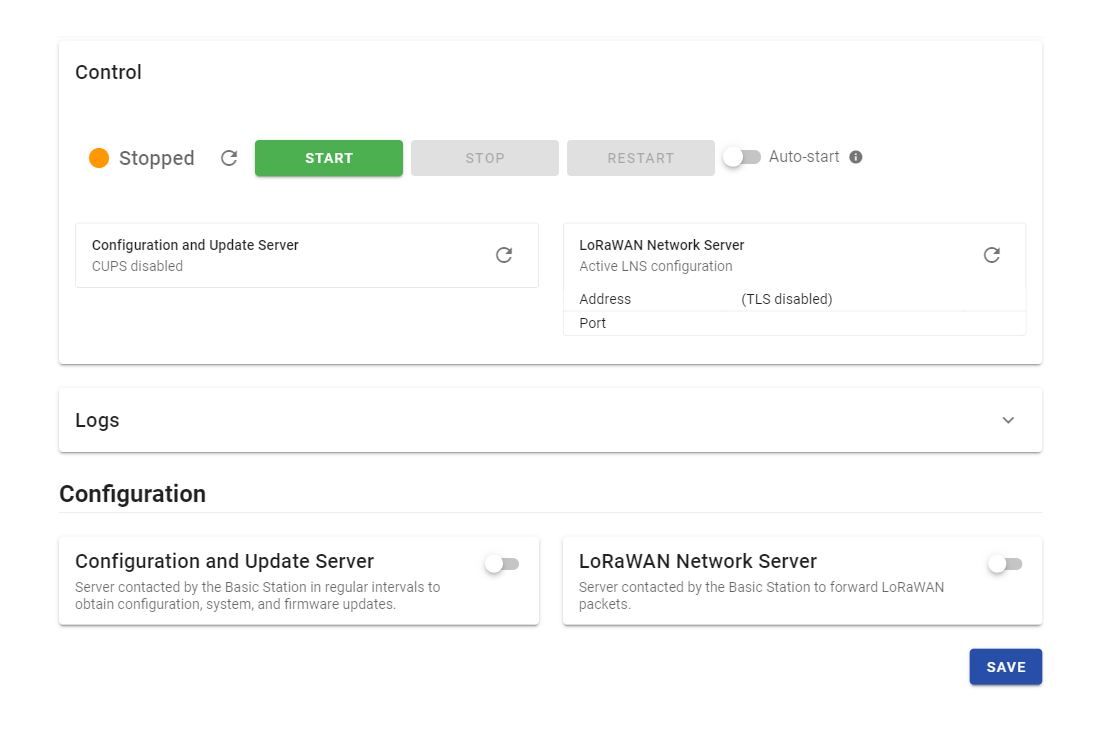 Control
Stopped START STOP RESTART Auto-start
Configuration and Update Server
CUPS disabled
LoRaWAN Network Server
Active LNS configuration
Address (TLS disabled)
Port
Logs
Configuration
Configuration and Update Server
Server contacted by the Basic Station in regular intervals to
obtain configuration, system, and firmware updates.
LoRaWAN Network Server
Server contacted by the Basic Station to forward LoRaWAN
packets.
SAVE